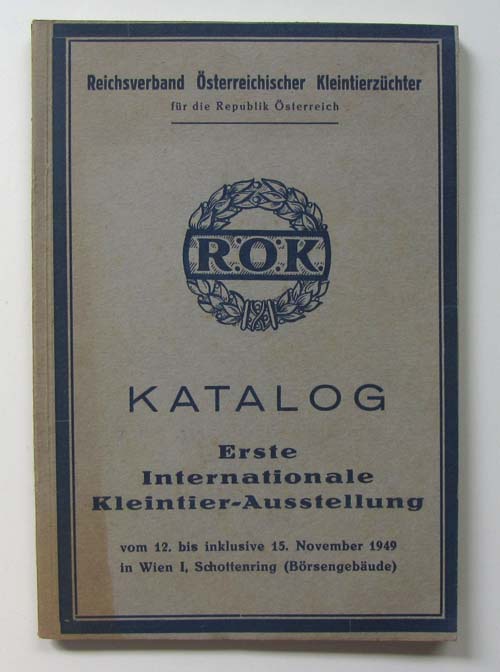 Reichsverband Österreichischer Kleintierzüchter
für die Republik Österreich
R.Ö.K.
KATALOG
Erste
Internationale
Kleintier-Ausstellung
vom 12. bis inklusive 15. November 1949
in Wien I, Schottenring (Börsengebäude)